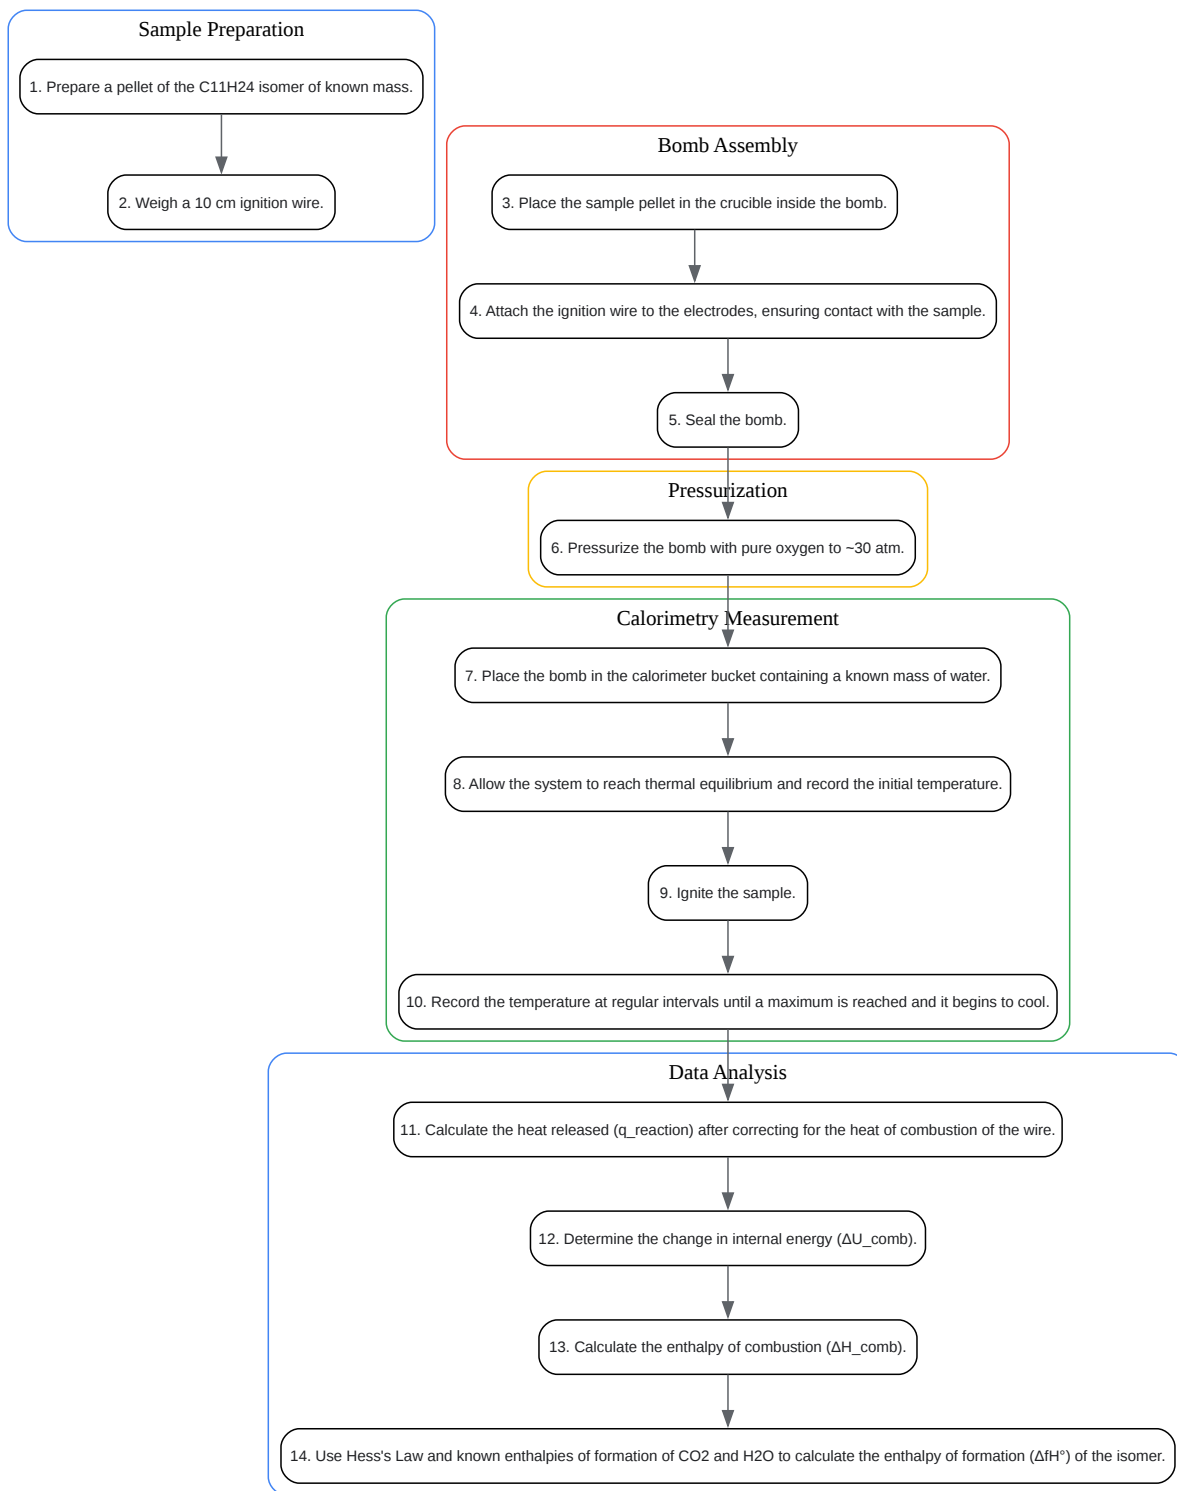 Sample Preparation
1. Prepare a pellet of the C11H24 isomer of known mass.
2. Weigh a 10 cm ignition wire.
Bomb Assembly
3. Place the sample pellet in the crucible inside the bomb.
4. Attach the ignition wire to the electrodes, ensuring contact with the sample.
5. Seal the bomb.
Pressurization
6. Pressurize the bomb with pure oxygen to ~30 atm.
Calorimetry Measurement
7. Place the bomb in the calorimeter bucket containing a known mass of water.
8. Allow the system to reach thermal equilibrium and record the initial temperature.
9. Ignite the sample.
10. Record the temperature at regular intervals until a maximum is reached and it begins to cool.
Data Analysis
11. Calculate the heat released (q_reaction) after correcting for the heat of combustion of the wire.
12. Determine the change in internal energy (ΔU_comb).
13. Calculate the enthalpy of combustion (ΔH_comb).
14. Use Hess's Law and known enthalpies of formation of CO2 and H2O to calculate the enthalpy of formation (ΔfH°) of the isomer.